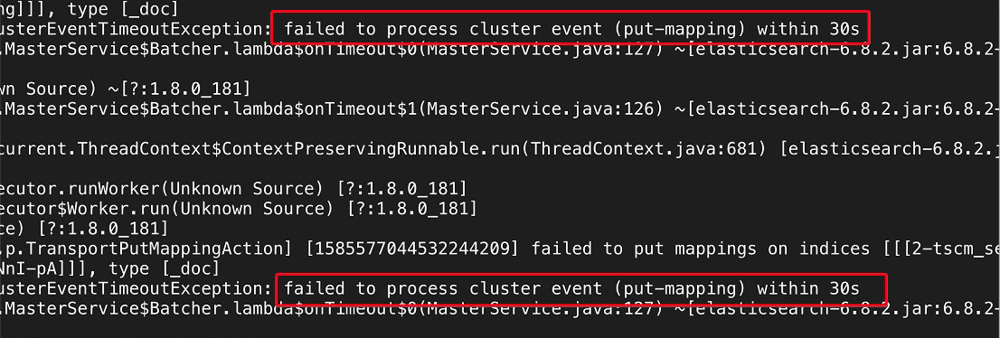 ng]]], type [_doc]
usterEventTimeoutException: failed to process cluster event (put-mapping) within 30s
.MasterService$Batcher.lambda$onTimeout$0(MasterService.java:127) ~[elasticsearch-6.8.2.jar:6.8.2-
wn Source) ~[?:1.8.0_181]
.MasterService$Batcher.lambda$onTimeout$1(MasterService.java:126) ~[elasticsearch-6.8.2.jar:6.8.2-
current.ThreadContext$ContextPreservingRunnable.run(ThreadContext.java:681) [elasticsearch-6.8.2.j
ecutor.runWorker(Unknown Source) [?:1.8.0_181]
ecutor$Worker.run(Unknown Source) [?:1.8.0_181]
ce) [?:1.8.0_181]
.p.TransportPutMappingAction] [1585577044532244209] failed to put mappings on indices [[[2-tscm_se
NnI-pA]]], type [_doc]
usterEventTimeoutException: failed to process cluster event (put-mapping) within 30s
.MasterService$Batcher.lambda$onTimeout$0(MasterService.java:127) ~[elasticsearch-6.8.2.jar:6.8.2-